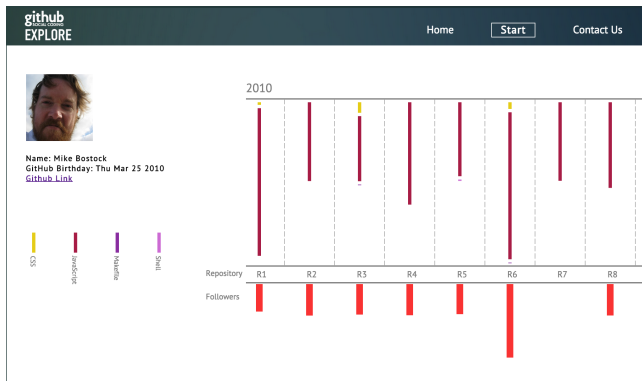 github
SOCIAL CODING
EXPLORE
Home
Start
Contact Us
2010
Name: Mike Bostock
GitHub Birthday: Thu Mar 25 2010
Github Link
CSS
JavaScript
Makefile
Shell
Repository
R1
R2
R3
R4
R5
R6
R7
R8
Followers